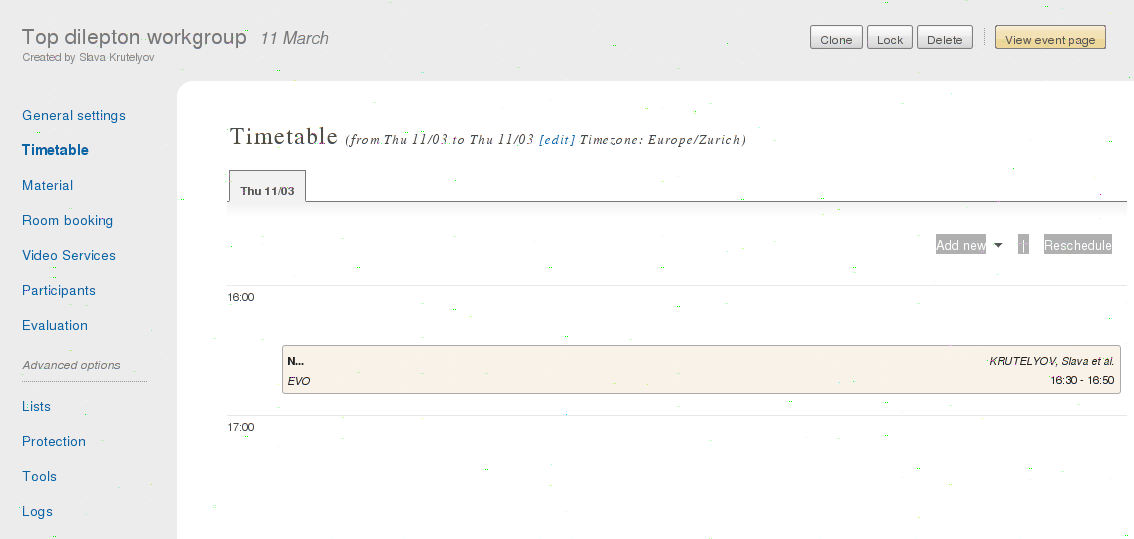 Top dilepton workgroup 11 March
Created by Slava Krutelyov
Clone Lock Delete View event page
General settings
Timetable
Material
Room booking
Video Services
Participants
Evaluation
Advanced options
Lists
Protection
Tools
Logs
Timetable (from Thu 11/03 to Thu 11/03 [edit] Timezone: Europe/Zurich)
Thu 11/03
Add new | Reschedule
16:00
N... KRUTELYOV, Slava et al.
EVO 16:30 - 16:50
17:00